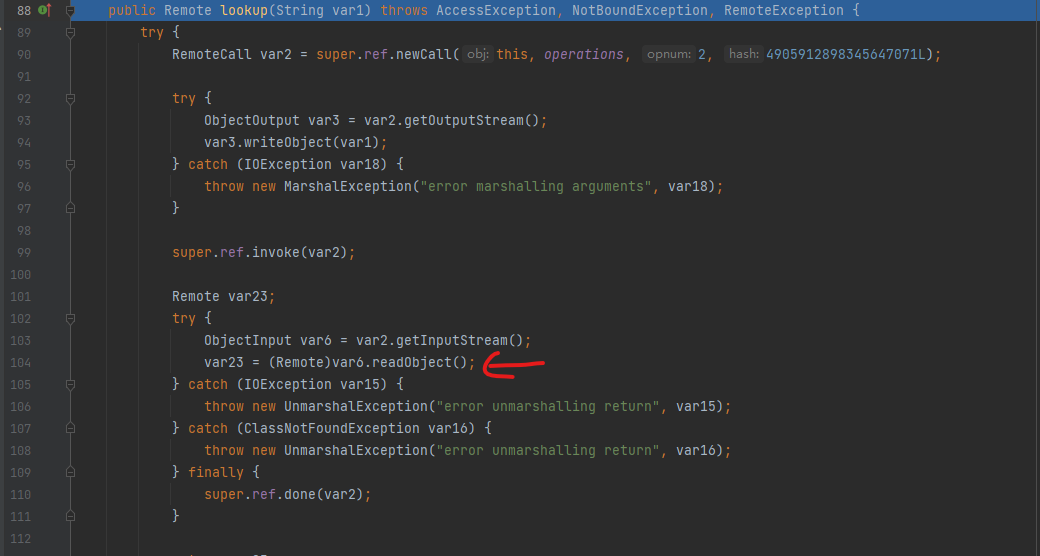 88 public Remote lookup(String var1) throws AccessException, NotBoundException, RemoteException {
89 try {
90 RemoteCall var2 = super.ref.newCall( obj: this, operations, opnum: 2, hash: 4905912898345647071L);
91
92 try {
93 ObjectOutput var3 = var2.getOutputStream();
94 var3.writeObject(var1);
95 } catch (IOException var18) {
96 throw new MarshalException("error marshalling arguments", var18);
97 }
98
99 super.ref.invoke(var2);
100
101 Remote var23;
102 try {
103 ObjectInput var6 = var2.getInputStream();
104 var23 = (Remote)var6.readObject();
105 } catch (IOException var15) {
106 throw new UnmarshalException("error unmarshalling return", var15);
107 } catch (ClassNotFoundException var16) {
108 throw new UnmarshalException("error unmarshalling return", var16);
109 } finally {
110 super.ref.done(var2);
111 }
112